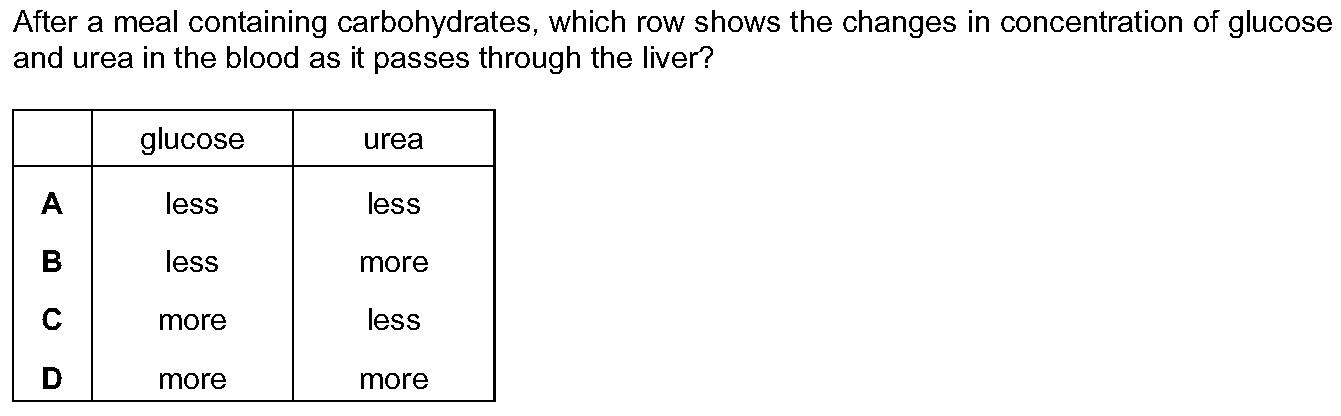 After a meal containing carbohydrates, which row shows the changes in concentration of glucose
and urea in the blood as it passes through the liver?
glucose urea
A less less
B less more
C more less
D more more